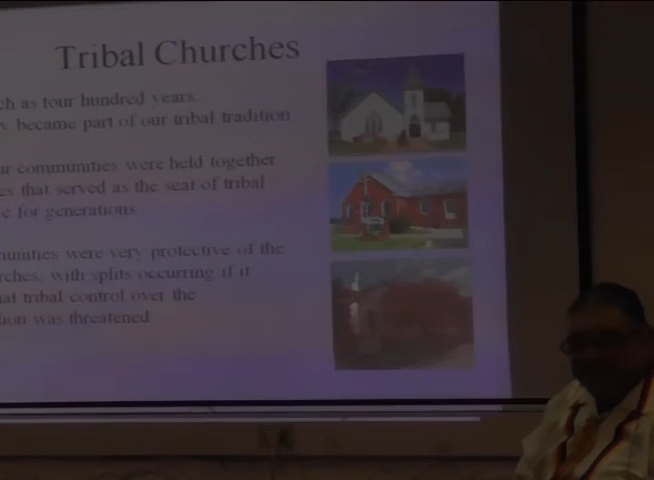 Tribal Churches
ch as four hundred years.
y became part of our tribal tradition
ur communities were held together
es that served as the seat of tribal
e for generations
munities were very protective of the
rches, with splits occurring if it
at tribal control over the
tion was threatened